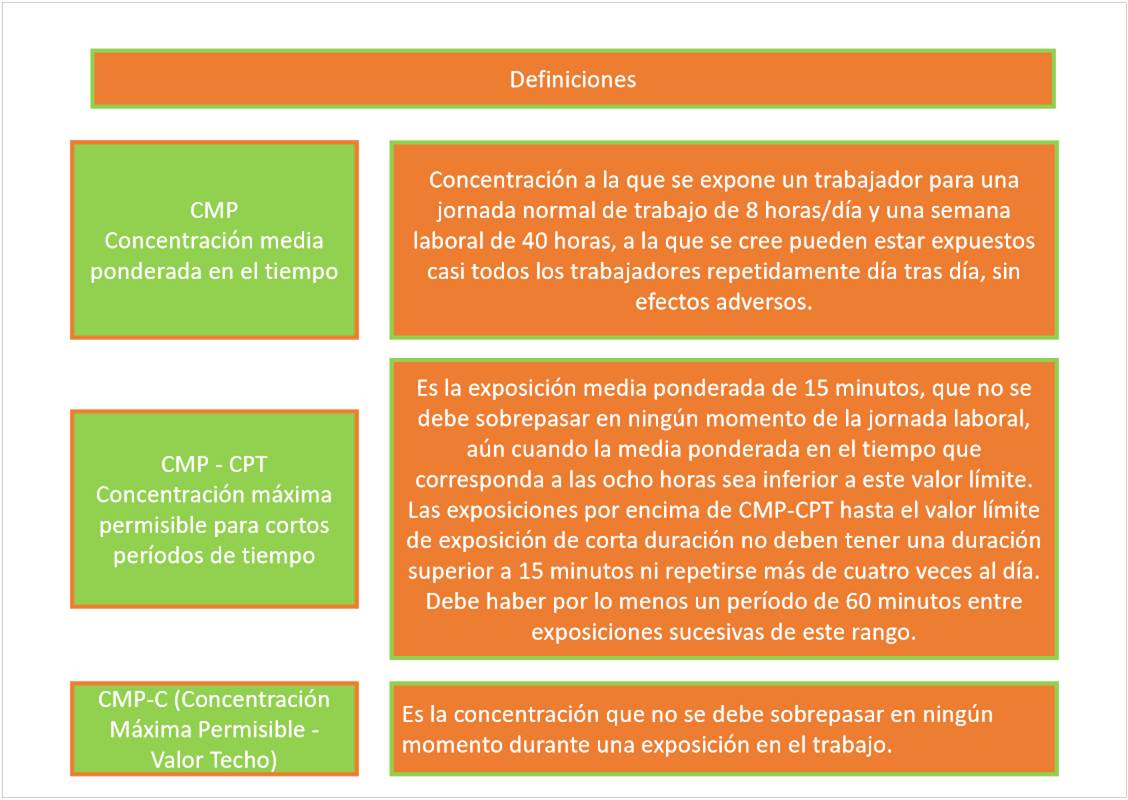 Definiciones
CMP
Concentración media
ponderada en el tiempo
Concentración a la que se expone un trabajador para una
jornada normal de trabajo de 8 horas/día y una semana
laboral de 40 horas, a la que se cree pueden estar expuestos
casi todos los trabajadores repetidamente día tras día, sin
efectos adversos.
CMP - CPT
Concentración máxima
permisible para cortos
períodos de tiempo
Es la exposición media ponderada de 15 minutos, que no se
debe sobrepasar en ningún momento de la jornada laboral,
aún cuando la media ponderada en el tiempo que
corresponda a las ocho horas sea inferior a este valor límite.
Las exposiciones por encima de CMP-CPT hasta el valor límite
de exposición de corta duración no deben tener una duración
superior a 15 minutos ni repetirse más de cuatro veces al día.
Debe haber por lo menos un período de 60 minutos entre
exposiciones sucesivas de este rango.
CMP-C (Concentración
Máxima Permisible -
Valor Techo)
Es la concentración que no se debe sobrepasar en ningún
momento durante una exposición en el trabajo.